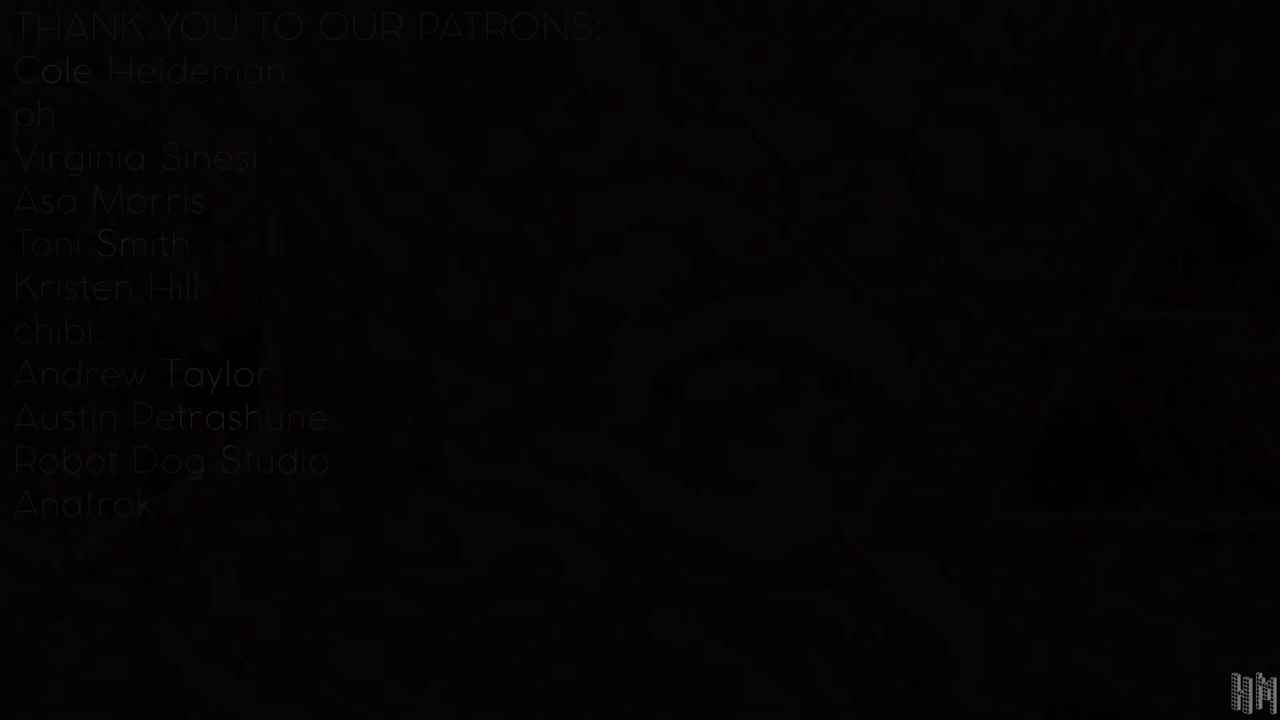 THANK YOU TO OUR PATRONS:
Cole Heideman
ph
Virginia Sinesi
Asa Morris
Toni Smith
Kristen Hill
chibi
Andrew Taylor
Austin Petrashune
Robot Dog Studio
Anatrok
HM